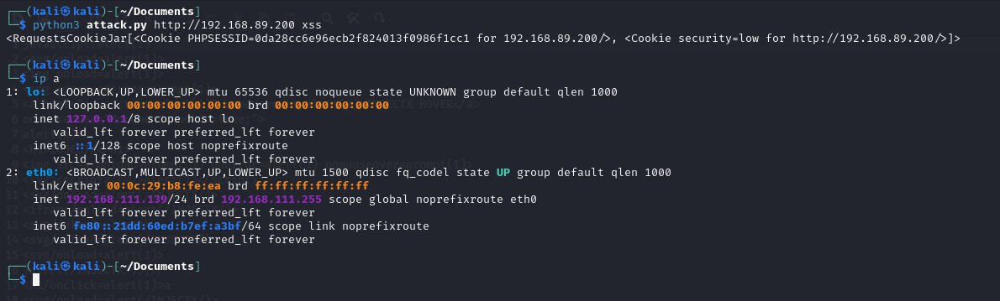 ┌──(kali㉿kali)-[~/Documents]
└─$ python3 attack.py http://192.168.89.200 xss
<RequestsCookieJar[<Cookie PHPSESSID=0da28cc6e96ecb2f824013f0986f1cc1 for 192.168.89.200/>, <Cookie security=low for http://192.168.89.200/>]>
┌──(kali㉿kali)-[~/Documents]
└─$ ip a
1: lo: <LOOPBACK,UP,LOWER_UP> mtu 65536 qdisc noqueue state UNKNOWN group default qlen 1000
link/loopback 00:00:00:00:00:00 brd 00:00:00:00:00:00
inet 127.0.0.1/8 scope host lo
valid_lft forever preferred_lft forever
inet6 ::1/128 scope host noprefixroute
valid_lft forever preferred_lft forever
2: eth0: <BROADCAST,MULTICAST,UP,LOWER_UP> mtu 1500 qdisc fq_codel state UP group default qlen 1000
link/ether 00:0c:29:b8:fe:ea brd ff:ff:ff:ff:ff:ff
inet 192.168.111.139/24 brd 192.168.111.255 scope global noprefixroute eth0
valid_lft forever preferred_lft forever
inet6 fe80::21dd:60ed:b7ef:a3bf/64 scope link noprefixroute
valid_lft forever preferred_lft forever
┌──(kali㉿kali)-[~/Documents]
└─$